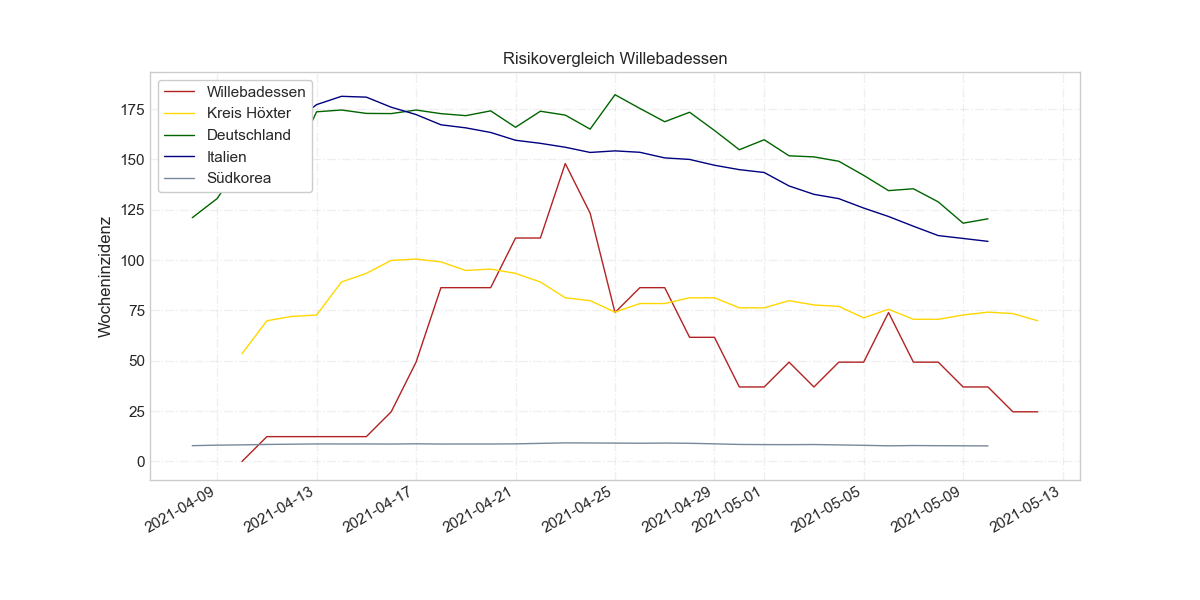 Risikovergleich Willebadessen
Willebadessen
Kreis Höxter
Deutschland
Italien
Südkorea
Wocheninzidenz
175
150
125
100
75
50
25
0
2021-04-09
2021-04-13
2021-04-17
2021-04-21
2021-04-25
2021-04-29
2021-05-01
2021-05-05
2021-05-09
2021-05-13